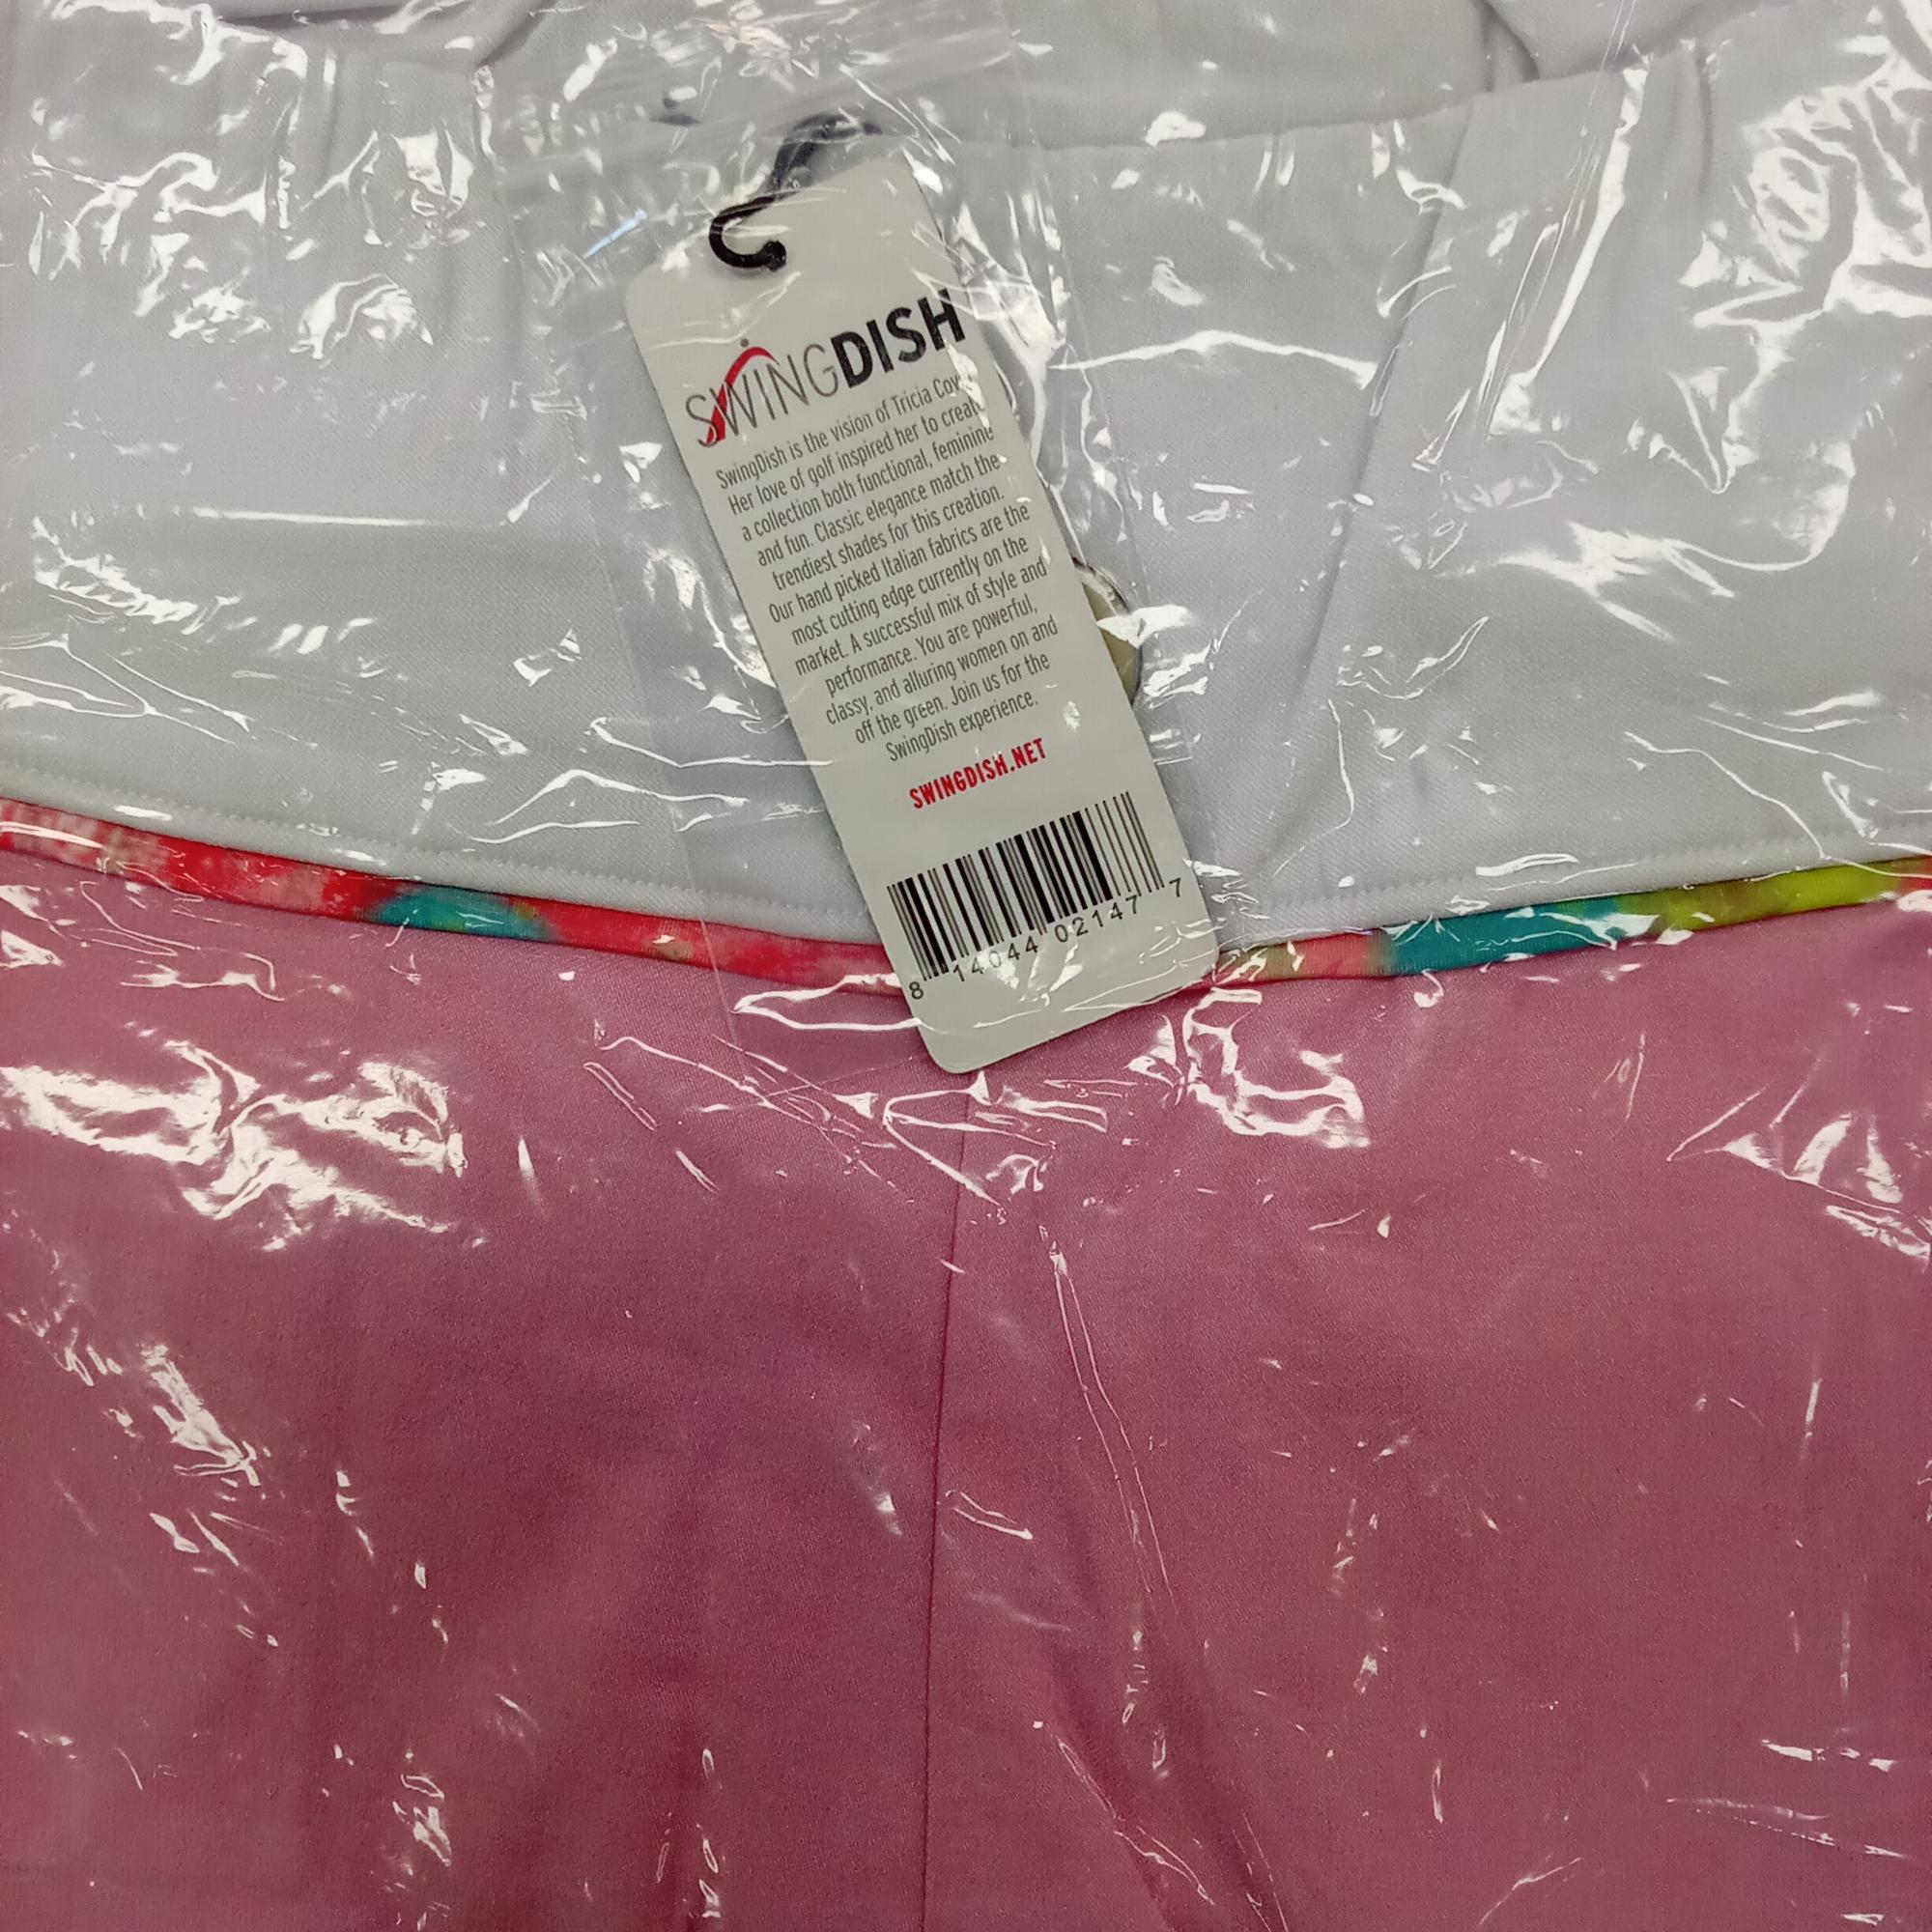 SWINGDISH
SwingDish is the vision of Tricia
Her love of golf inspired her to create
a collection both functional, feminine
and fun. Classic elegance match the
trendiest shades for this creation.
Our hand picked Italian fabrics are the
most cutting edge currently on the
market. A successful mix of style and
performance. You are powerful,
classy, and alluring women on and
off the green. Join us for the
SwingDish experience.
SWINGDISH.NET
8 14044 02147 7